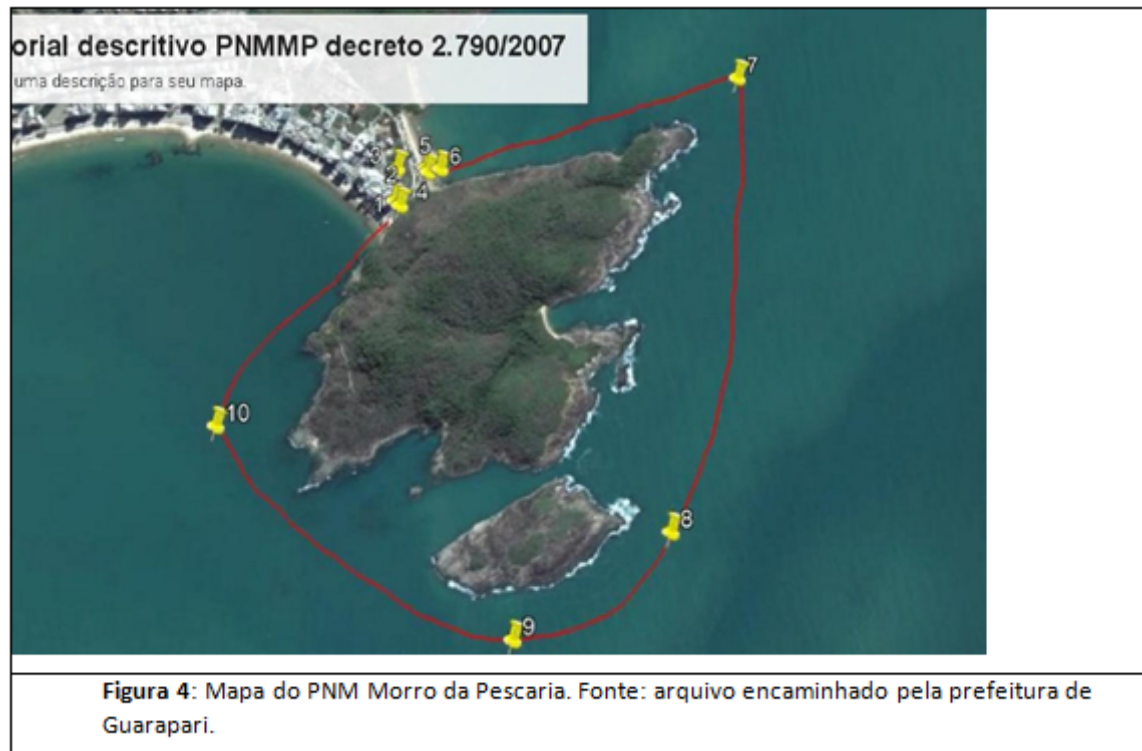 orial descritivo PNMMP decreto 2.790/2007
uma descrição para seu mapa.
7
3
5
6
2
1
4
10
8
9
Figura 4: Mapa do PNM Morro da Pescaria. Fonte: arquivo encaminhado pela prefeitura de
Guarapari.